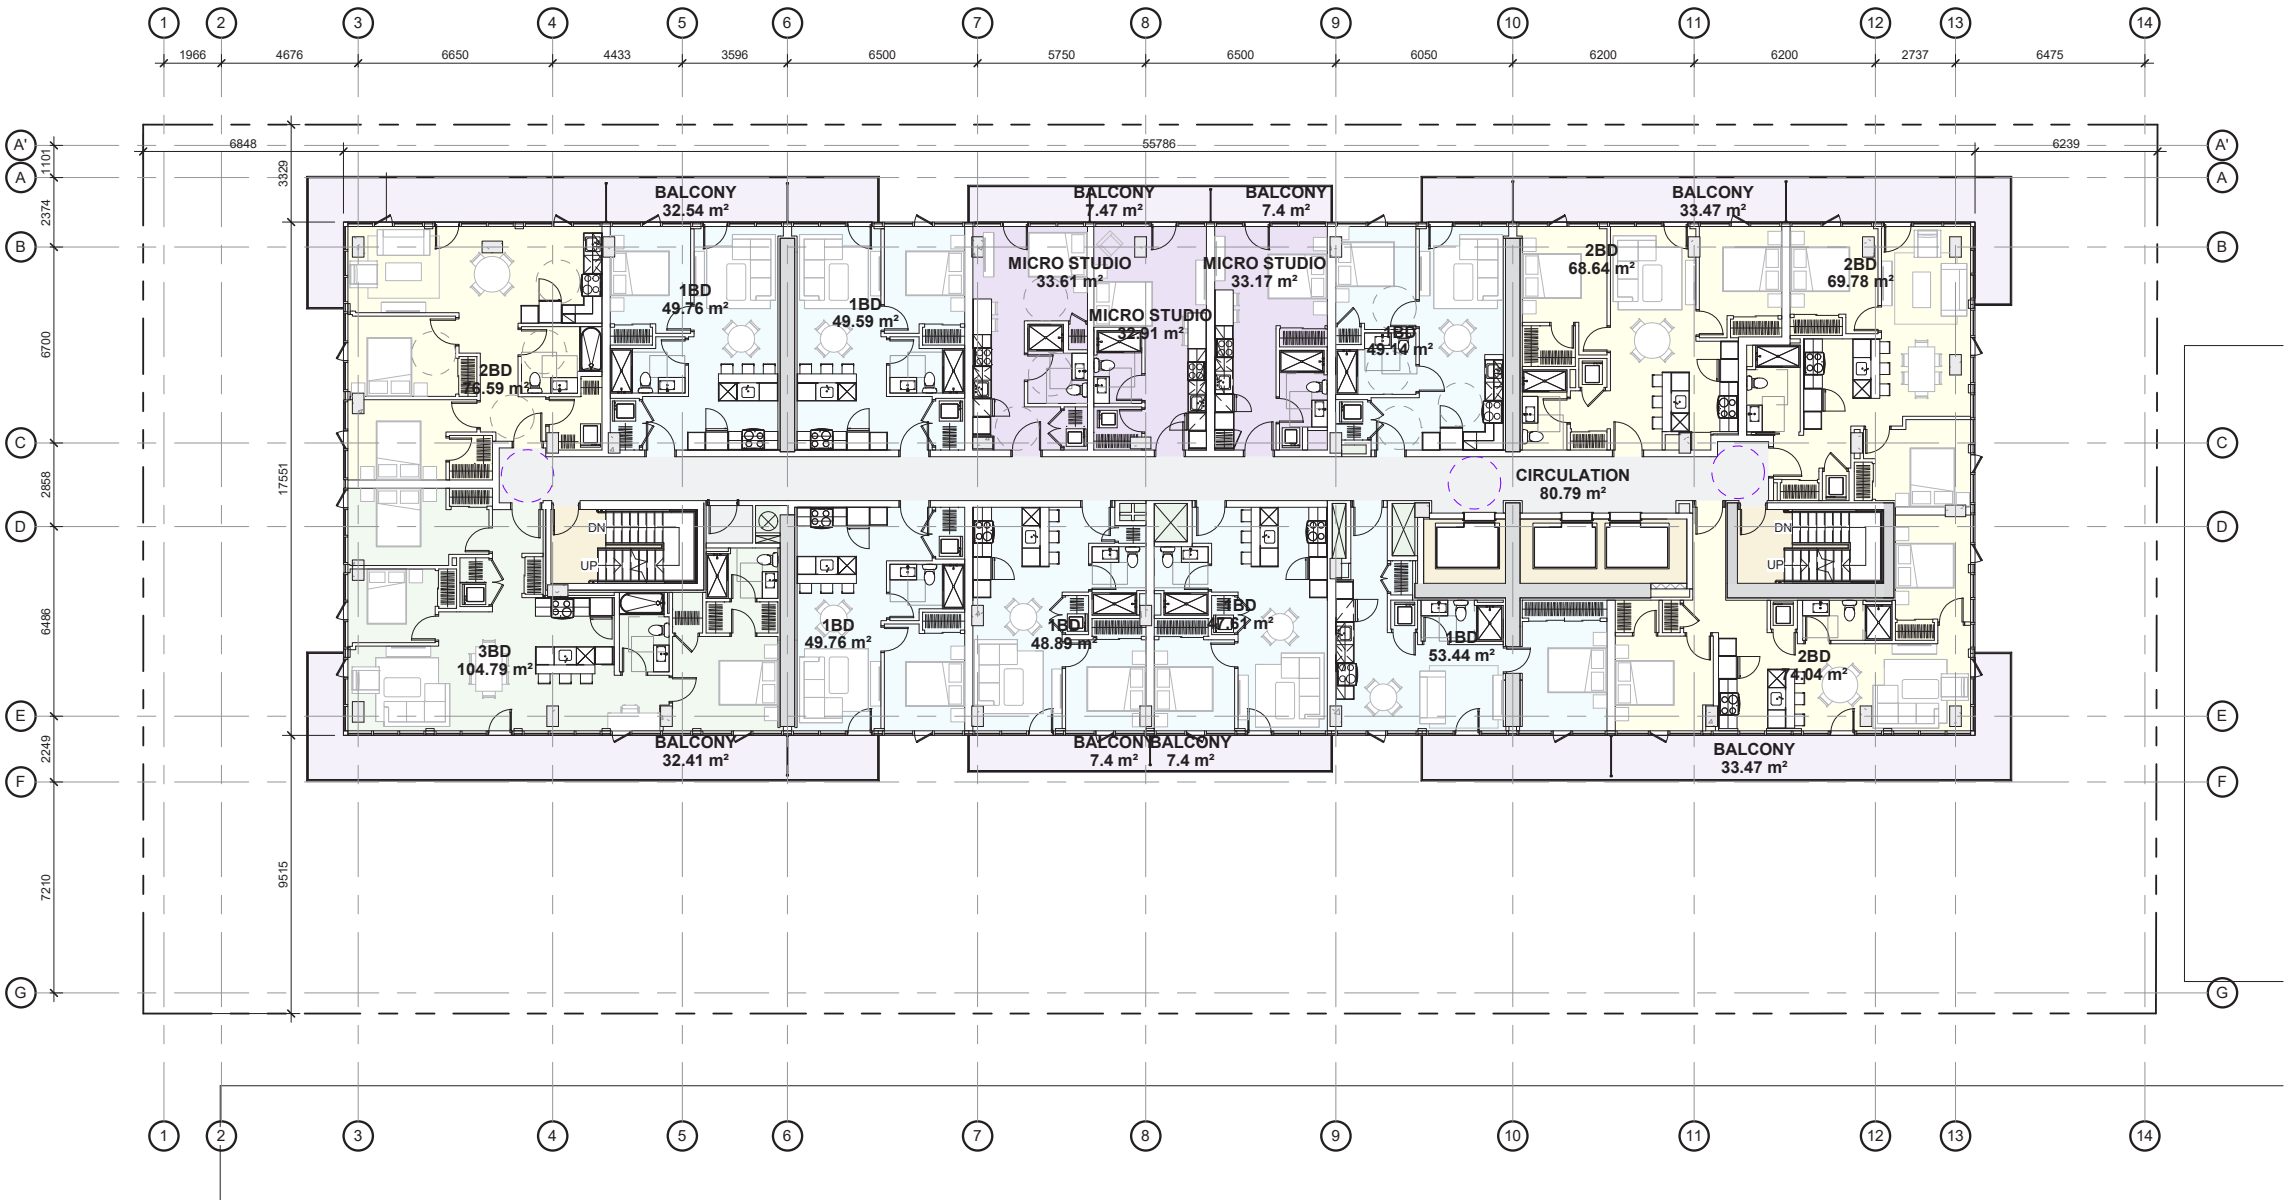 1 2 3 4 5 6 7 8 9 10 11 12 13 14
1966 4676 6650 4433 3596 6500 5750 6500 6050 6200 6200 2737 6475
A' A'
6848 55786 6239
1101
3329
A A
2374
BALCONY
32.54 m²
BALCONY
7.47 m²
BALCONY
7.4 m²
BALCONY
33.47 m²
B B
2BD
76.59 m²
1BD
49.76 m²
1BD
49.59 m²
MICRO STUDIO
33.61 m²
MICRO STUDIO
32.91 m²
MICRO STUDIO
33.17 m²
1BD
49.14 m²
2BD
68.64 m²
2BD
69.78 m²
6700
C C
2858
17551
CIRCULATION
80.79 m²
D D
DN
UP
DN
UP
6486
3BD
104.79 m²
1BD
49.76 m²
1BD
48.89 m²
1BD
47.61 m²
1BD
53.44 m²
2BD
74.04 m²
E E
2249
BALCONY
32.41 m²
BALCONY
7.4 m²
BALCONY
7.4 m²
BALCONY
33.47 m²
F F
7210
9515
G G
1 2 3 4 5 6 7 8 9 10 11 12 13 14